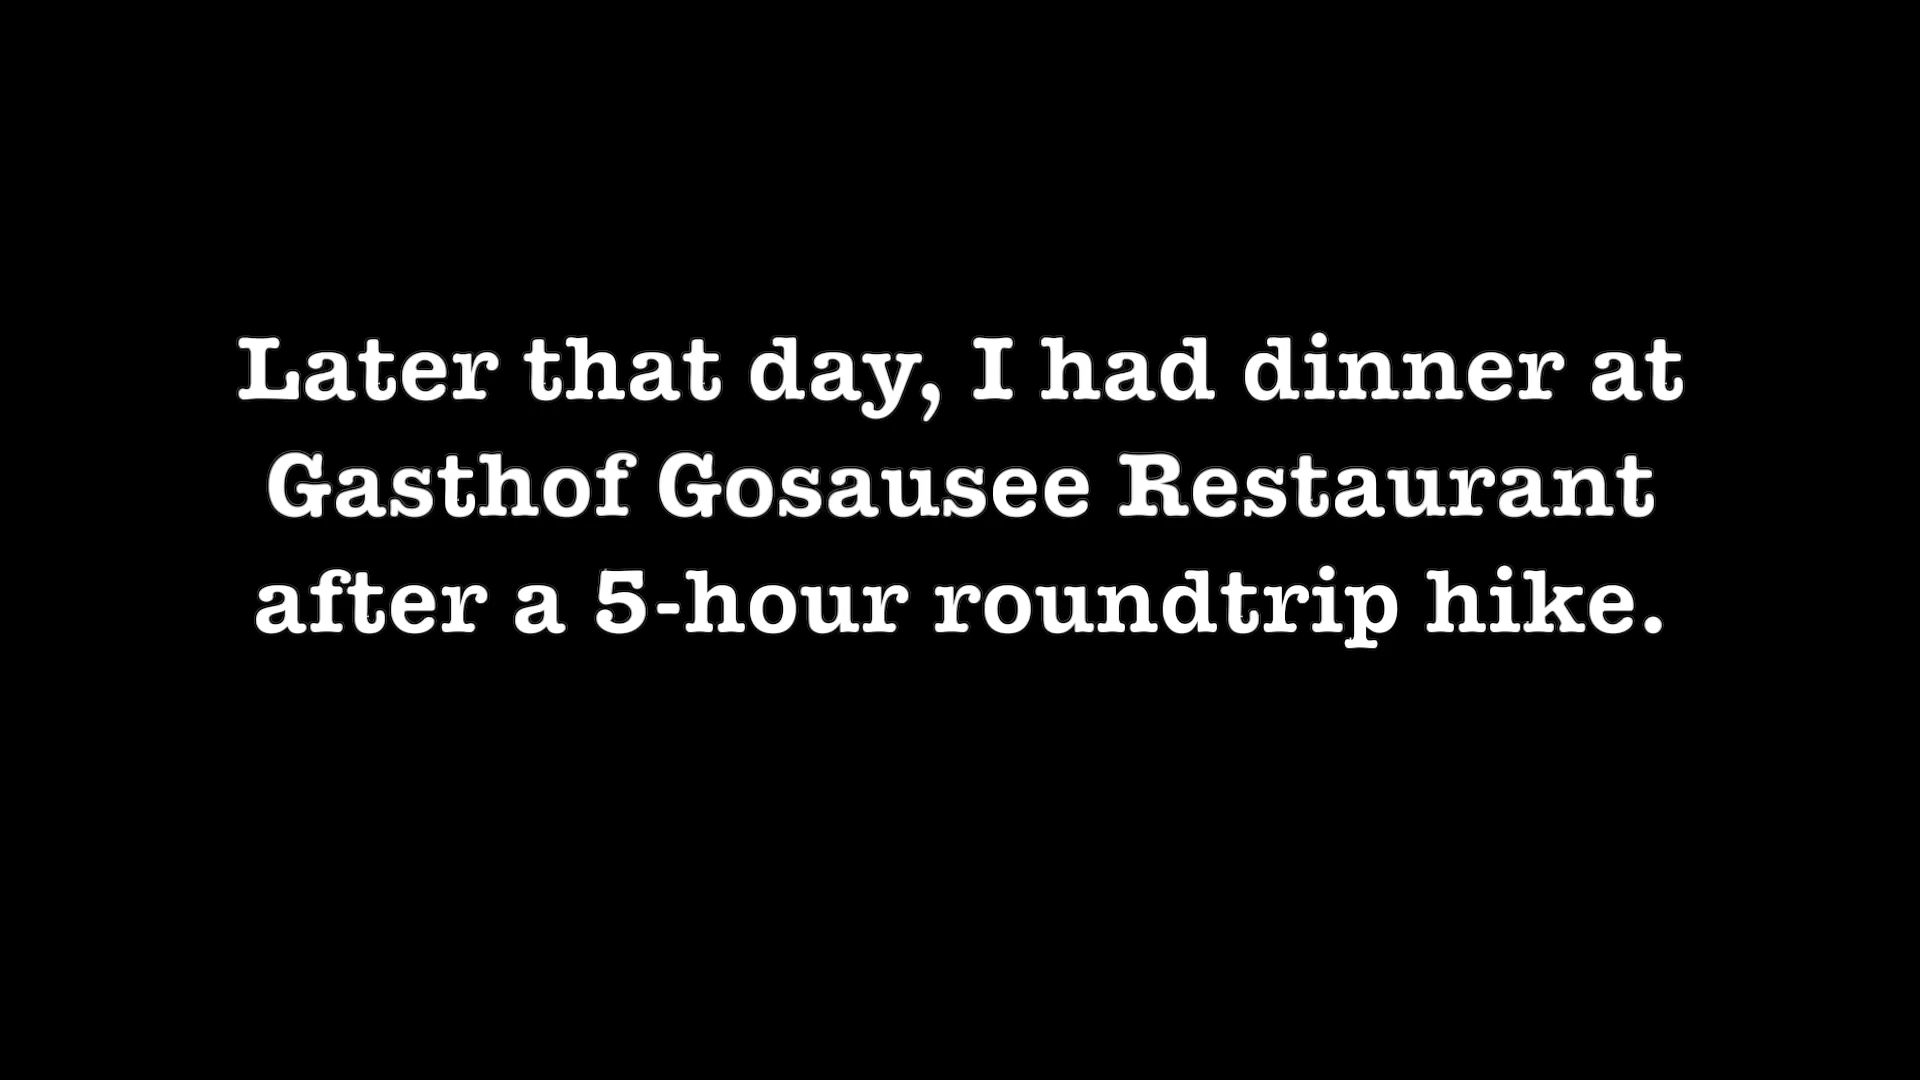 Later that day, I had dinner at
Gasthof Gosausee Restaurant
after a 5-hour roundtrip hike.